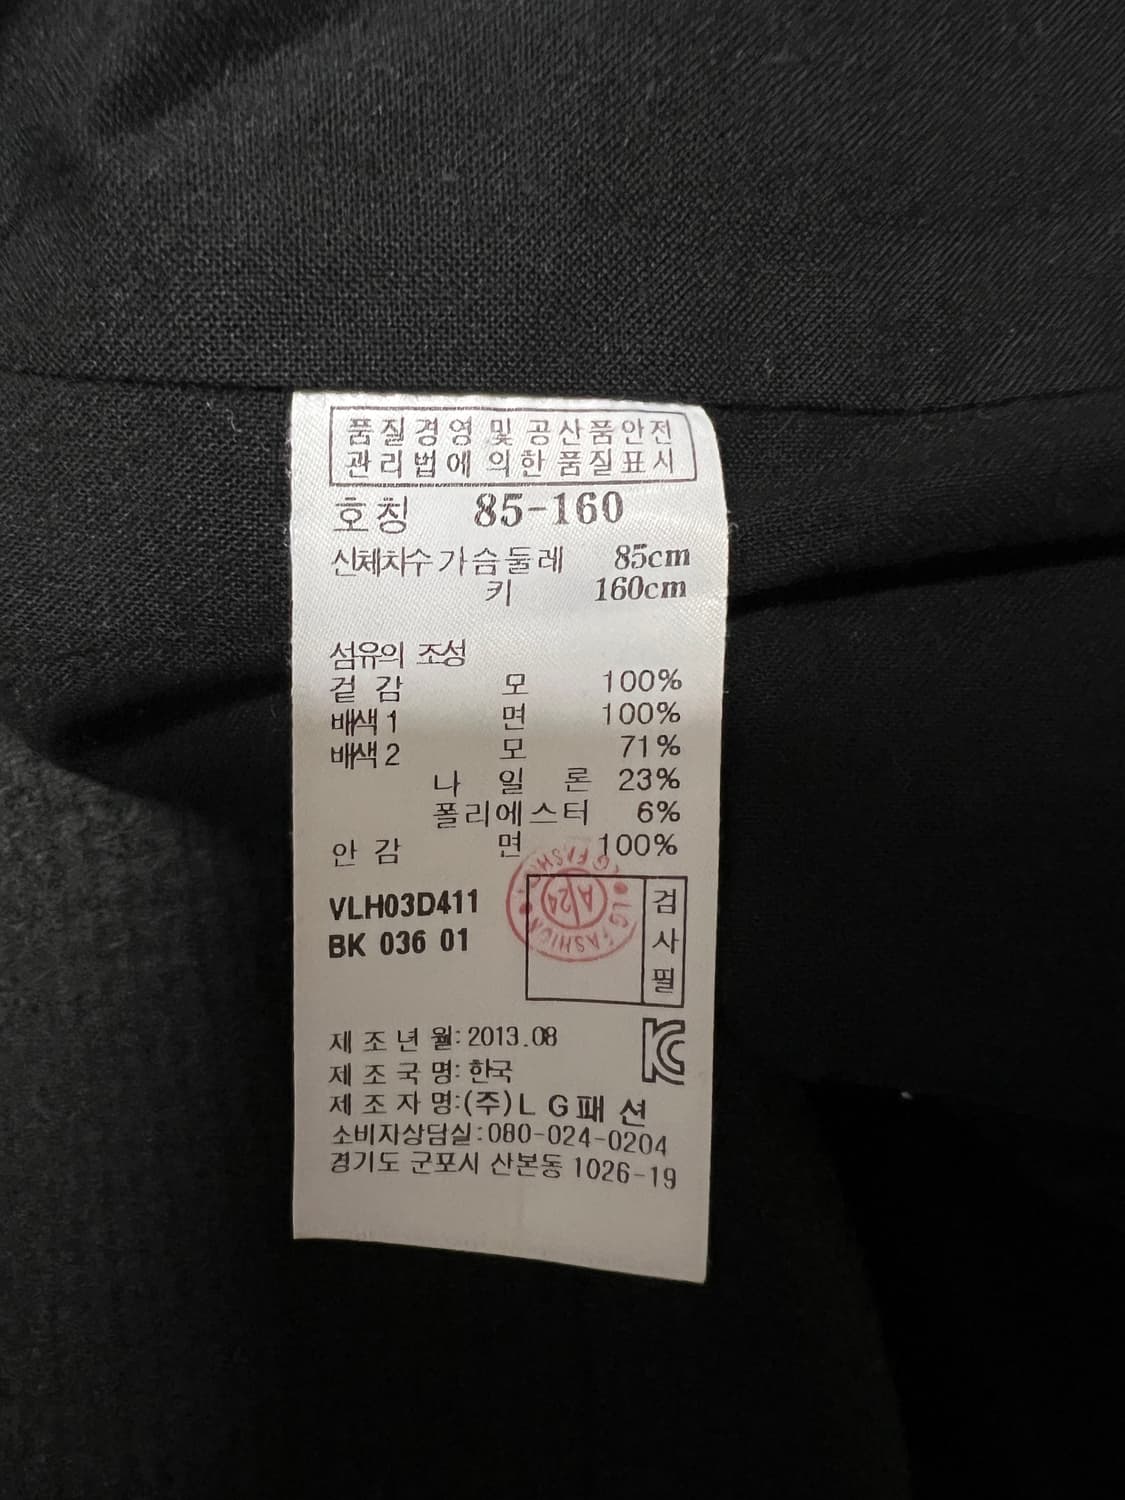 품질경영 및 공산품안전
관리법에 의한 품질표시
호칭 85-160
신체치수 가슴둘레 85cm
키 160cm
섬유의 조성
겉 감 모 100%
배색 1 면 100%
배색 2 모 71%
나 일 론 23%
폴리에스터 6%
안 감 면 100%
VLH03D411
BK 036 01
LG FASHION LG FASHION
A/24
검
사
필
제 조 년 월: 2013.08
제 조 국 명: 한국
제 조 자 명:(주)L G패 션
소비자상담실:080-024-0204
경기도 군포시 산본동 1026-19